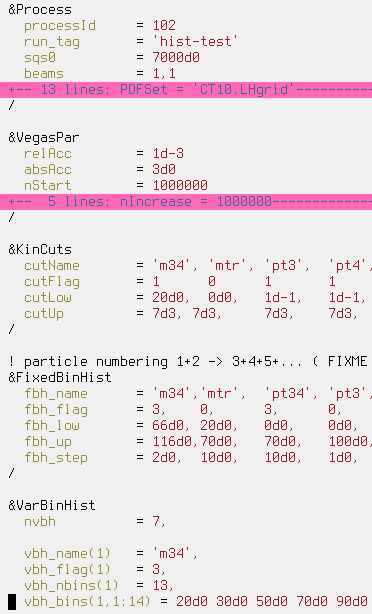 &Process
processId = 102
run_tag = 'hist-test'
sqs0 = 7000d0
beams = 1,1
+-- 13 lines: PDFSet = 'CT10.LHgrid'----------
/
&VegasPar
relAcc = 1d-3
absAcc = 3d0
nStart = 1000000
+-- 5 lines: nIncrease = 1000000------------
/
&KinCuts
cutName = 'm34', 'mtr', 'pt3', 'pt4',
cutFlag = 1 0 1 1
cutLow = 20d0, 0d0, 1d-1, 1d-1,
cutUp = 7d3, 7d3, 7d3, 7d3,
/
! particle numbering 1+2 -> 3+4+5+... ( FIXME
&FixedBinHist
fbh_name = 'm34','mtr', 'pt34', 'pt3',
fbh_flag = 3, 0, 3, 0,
fbh_low = 66d0, 20d0, 0d0, 0d0,
fbh_up = 116d0,70d0, 70d0, 100d0,
fbh_step = 2d0, 10d0, 10d0, 1d0,
/
&VarBinHist
nvbh = 7,
vbh_name(1) = 'm34',
vbh_flag(1) = 3,
vbh_nbins(1) = 13,
vbh_bins(1,1:14) = 20d0 30d0 50d0 70d0 90d0